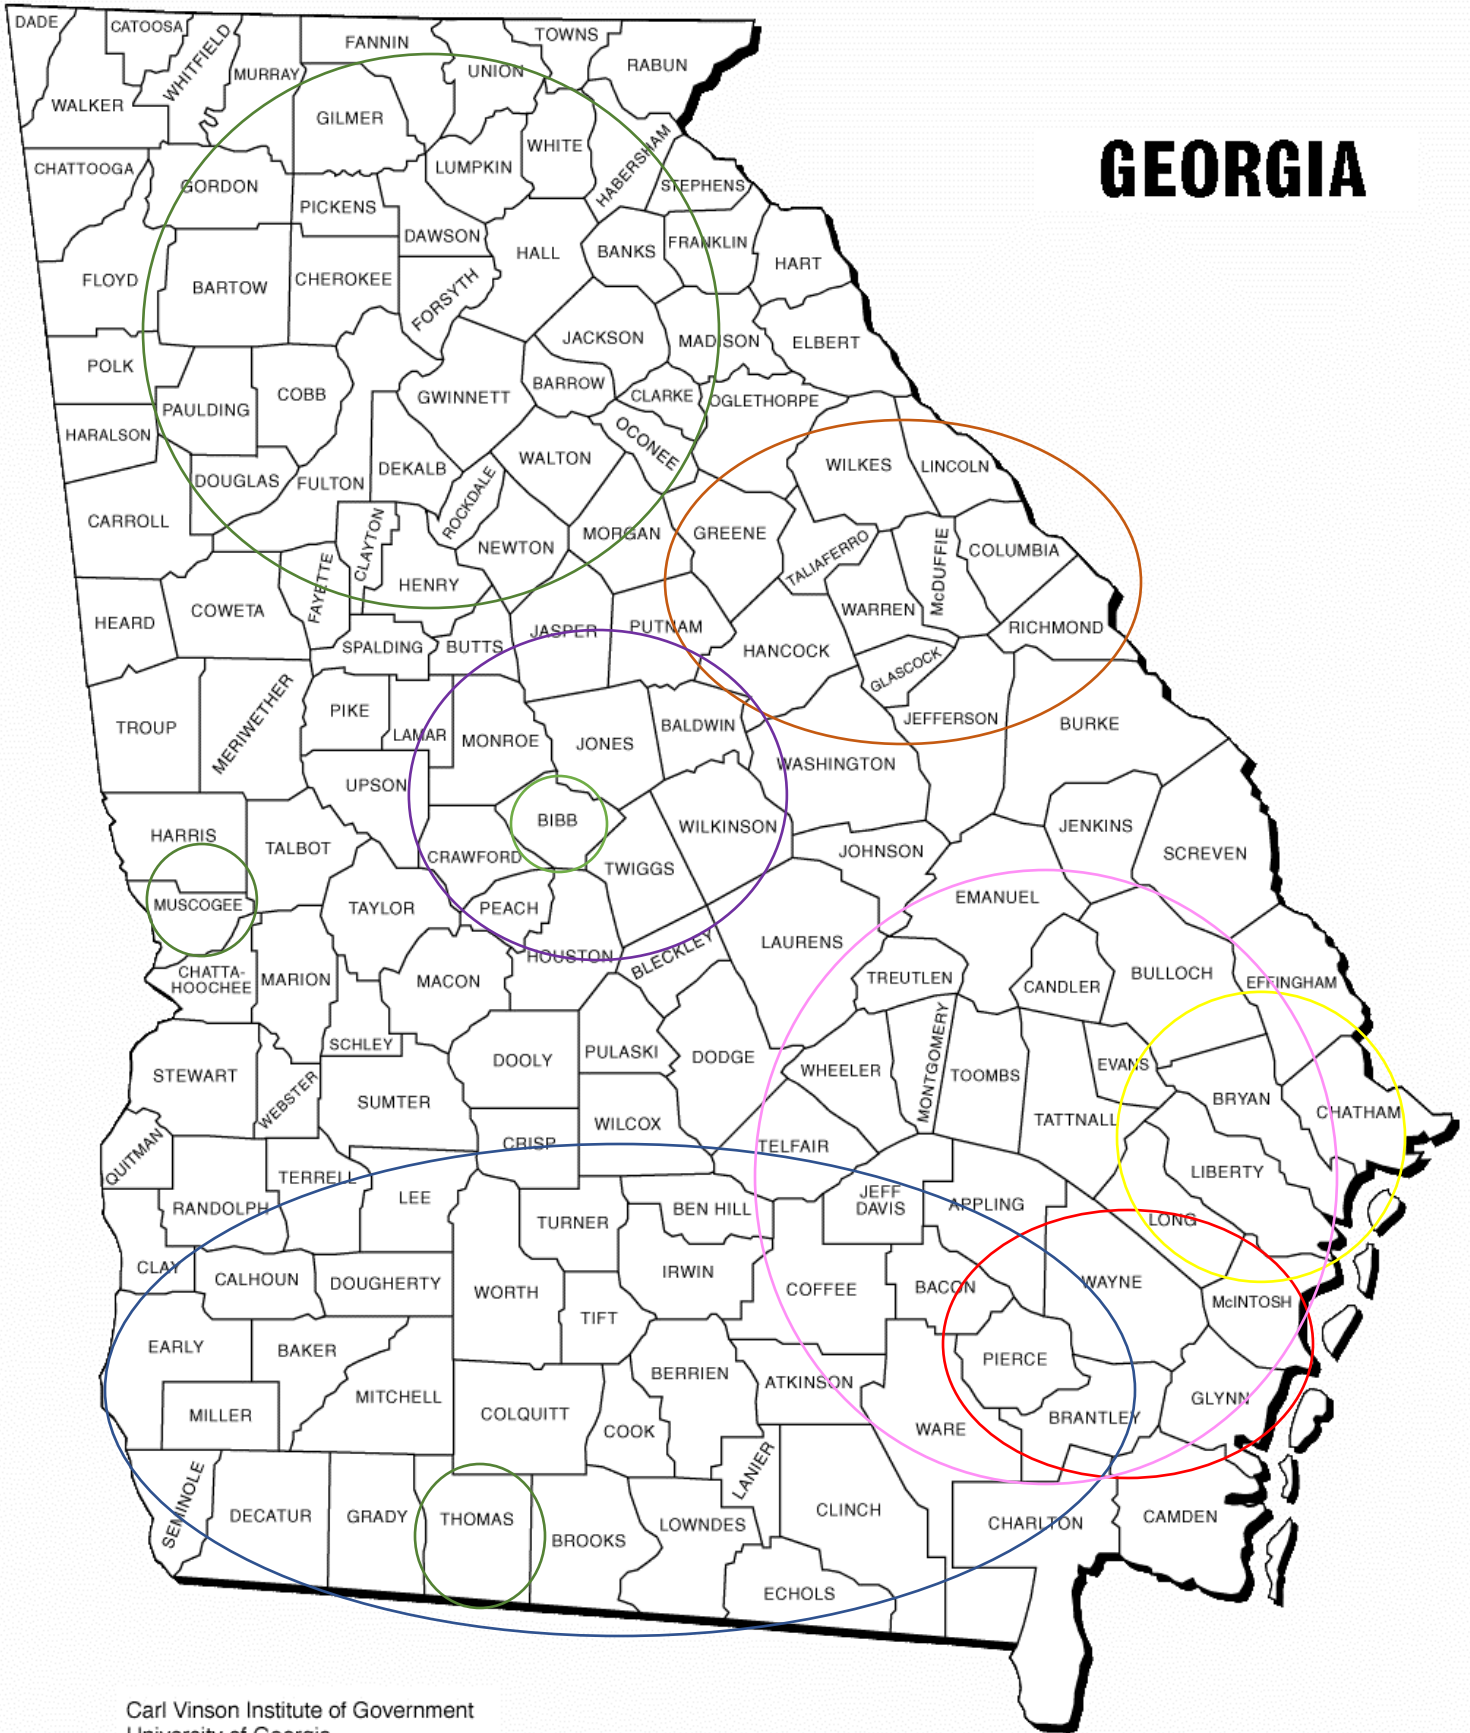 DADE
CATOOSA
WHITFIELD
MURRAY
FANNIN
TOWNS
UNION
RABUN
WALKER
GILMER
WHITE
LUMPKIN
HABERSHAM
STEPHENS
CHATTOOGA
GORDON
PICKENS
GEORGIA
DAWSON
HALL
BANKS
FRANKLIN
HART
FLOYD
BARTOW
CHEROKEE
FORSYTH
JACKSON
MADISON
ELBERT
POLK
PAULDING
COBB
GWINNETT
BARROW
CLARKE
OGLETHORPE
HARALSON
OCONEE
DOUGLAS
FULTON
DEKALB
ROCKDALE
WALTON
WILKES
LINCOLN
CARROLL
CLAYTON
NEWTON
MORGAN
GREENE
TALIAFERRO
McDUFFIE
COLUMBIA
FAYETTE
HENRY
HEARD
COWETA
SPALDING
BUTTS
JASPER
PUTNAM
HANCOCK
WARREN
GLASCOCK
RICHMOND
TROUP
MERIWETHER
PIKE
LAMAR
MONROE
JONES
BALDWIN
JEFFERSON
BURKE
UPSON
WASHINGTON
HARRIS
TALBOT
BIBB
CRAWFORD
TWIGGS
WILKINSON
JOHNSON
JENKINS
SCREVEN
MUSCOGEE
TAYLOR
PEACH
HOUSTON
BLECKLEY
LAURENS
EMANUEL
CHATTA-
HOOCHEE
MARION
MACON
TREUTLEN
CANDLER
BULLOCH
EFFINGHAM
SCHLEY
DOOLY
PULASKI
DODGE
WHEELER
MONTGOMERY
TOOMBS
EVANS
STEWART
WEBSTER
SUMTER
WILCOX
TATTNALL
BRYAN
CHATHAM
QUITMAN
CRISP
TELFAIR
LIBERTY
RANDOLPH
TERRELL
LEE
TURNER
BEN HILL
JEFF
DAVIS
APPLING
LONG
CLAY
CALHOUN
DOUGHERTY
WORTH
TIFT
IRWIN
COFFEE
BACON
WAYNE
McINTOSH
EARLY
BAKER
MITCHELL
BERRIEN
ATKINSON
PIERCE
MILLER
COLQUITT
COOK
WARE
BRANTLEY
GLYNN
SEMINOLE
DECATUR
GRADY
THOMAS
BROOKS
LOWNDES
LANIER
CLINCH
ECHOLS
CHARLTON
CAMDEN
Carl Vinson Institute of Government
University of Georgia